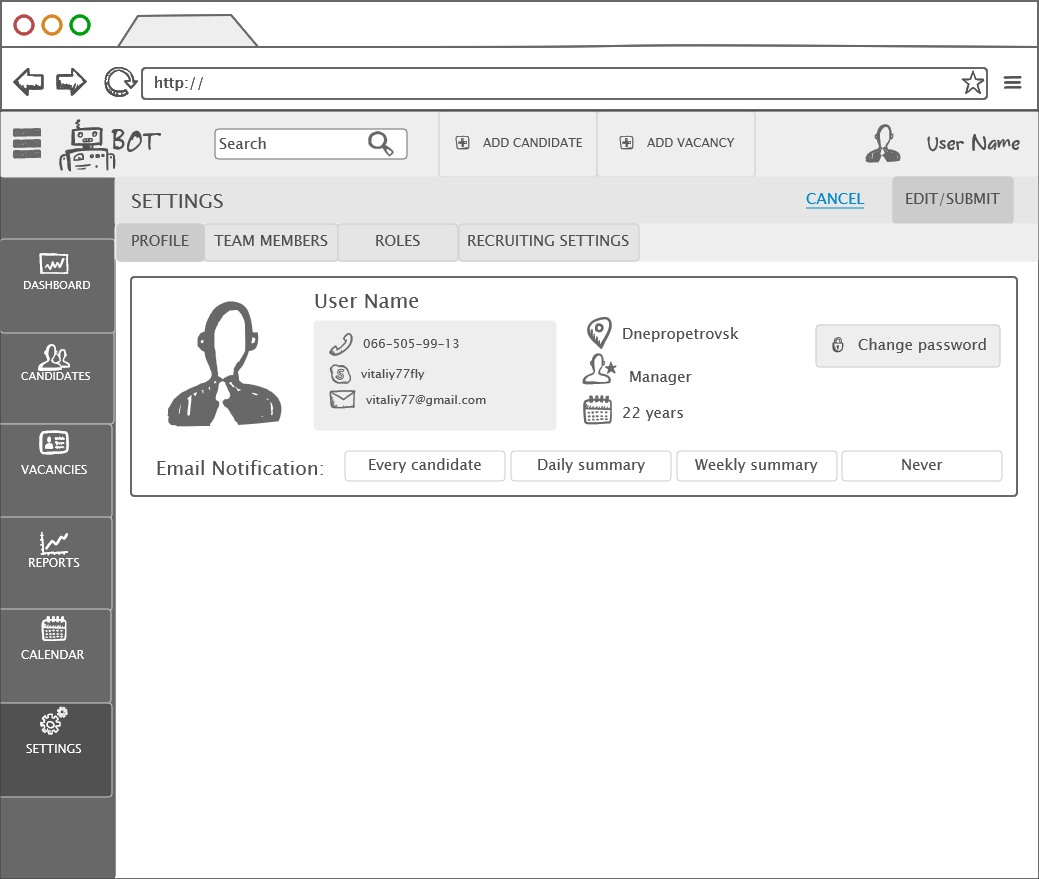 http://
BOT
Search
ADD CANDIDATE
ADD VACANCY
User Name
SETTINGS
CANCEL
EDIT/SUBMIT
PROFILE
TEAM MEMBERS
ROLES
RECRUITING SETTINGS
DASHBOARD
CANDIDATES
VACANCIES
REPORTS
CALENDAR
SETTINGS
User Name
066-505-99-13
vitaliy77fly
vitaliy77@gmail.com
Dnepropetrovsk
Manager
22 years
Change password
Email Notification:
Every candidate
Daily summary
Weekly summary
Never